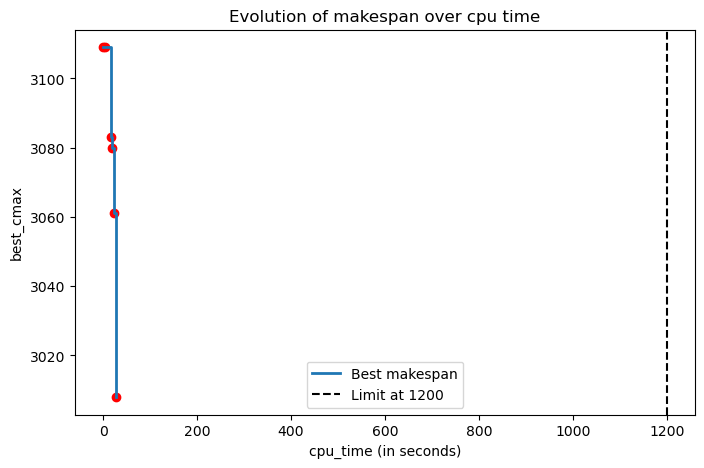 Evolution of makespan over cpu time
best_cmax
3100
3080
3060
3040
3020
0 200 400 600 800 1000 1200
cpu_time (in seconds)
Best makespan
Limit at 1200